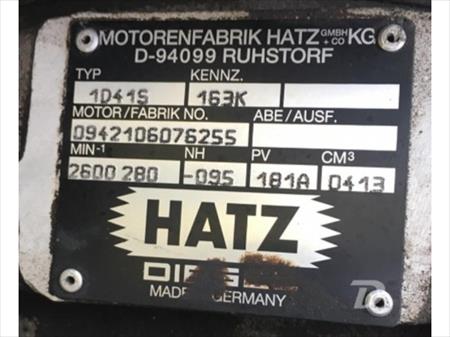 MOTORENFABRIK HATZ GMBH + CO KG
D-94099 RUHSTORF
TYP KENNZ.
1D41S 163K
MOTOR/FABRIK NO. ABE/AUSF.
0942106076255
MIN-1 NH PV CM³
2600 280 -095 181A 0413
HATZ
MADE GERMANY